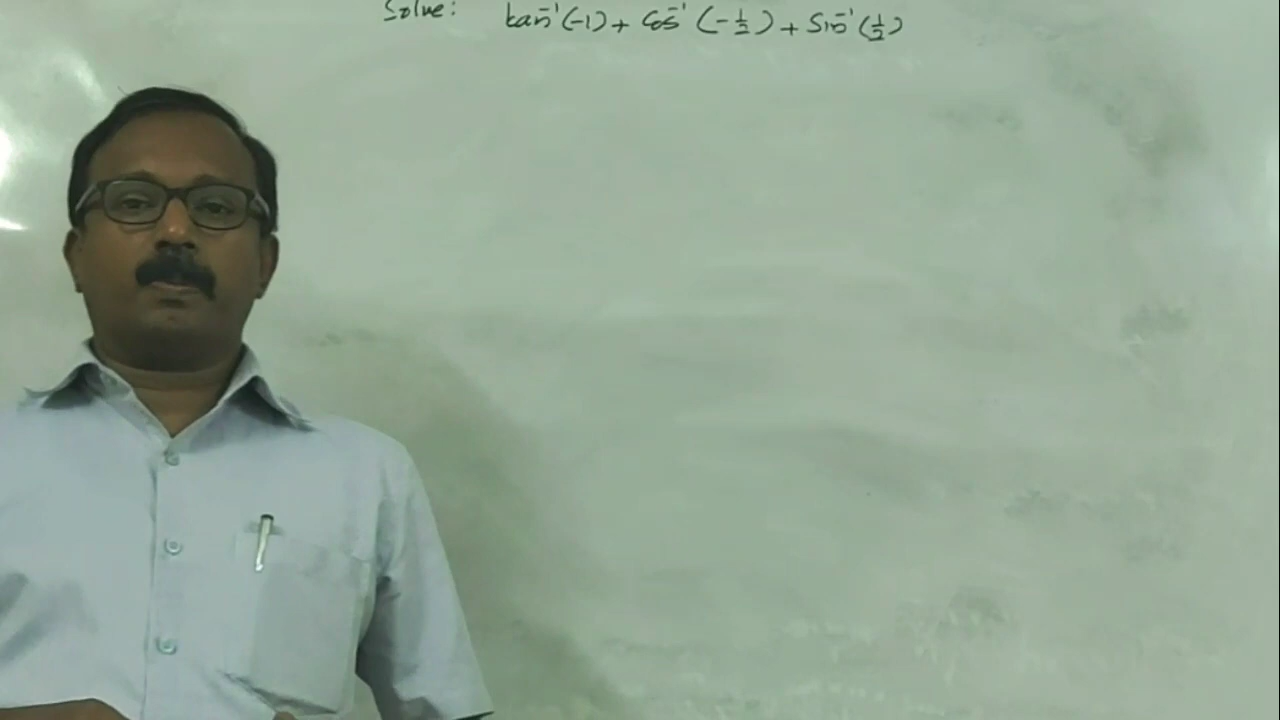 Solve: tan⁻¹(-1) + Cos⁻¹(-1/2) + Sin⁻¹(1/2)